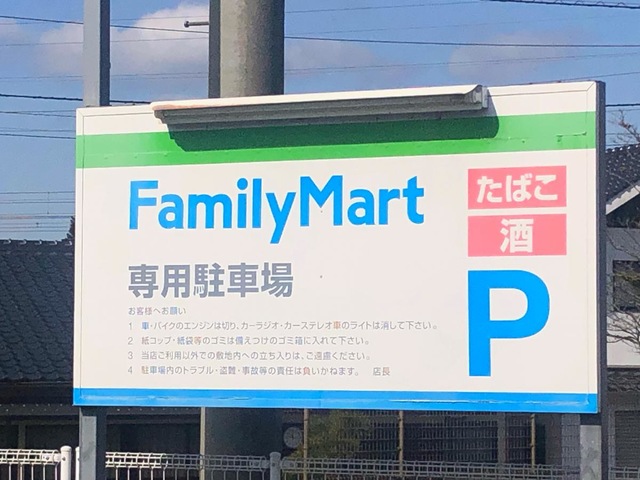 FamilyMart
たばこ
酒
P
専用駐車場
お客様へお願い
1 車・バイクのエンジンは切り、カーラジオ・カーステレオ車のライトは消して下さい。
2 紙コップ・紙袋等のゴミは備えつけのゴミ箱に入れて下さい。
3 当店ご利用以外での敷地内への立ち入りは、ご遠慮ください。
4 駐車場内のトラブル・盗難・事故等の責任は負いかねます。 店長